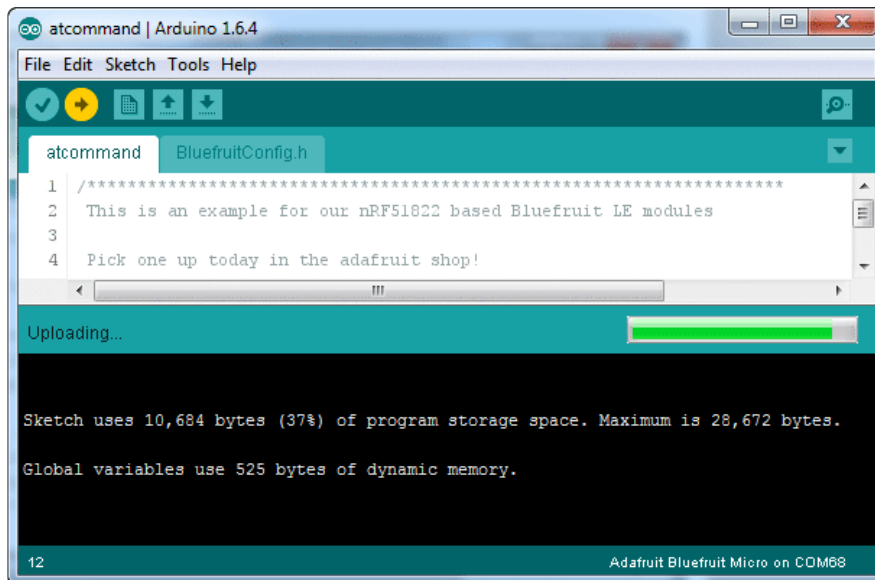 atcommand | Arduino 1.6.4
File Edit Sketch Tools Help
atcommand BluefruitConfig.h
1 /*********************************************************************
2 This is an example for our nRF51822 based Bluefruit LE modules
3
4 Pick one up today in the adafruit shop!
Uploading...
Sketch uses 10,684 bytes (37%) of program storage space. Maximum is 28,672 bytes.
Global variables use 525 bytes of dynamic memory.
12 Adafruit Bluefruit Micro on COM68